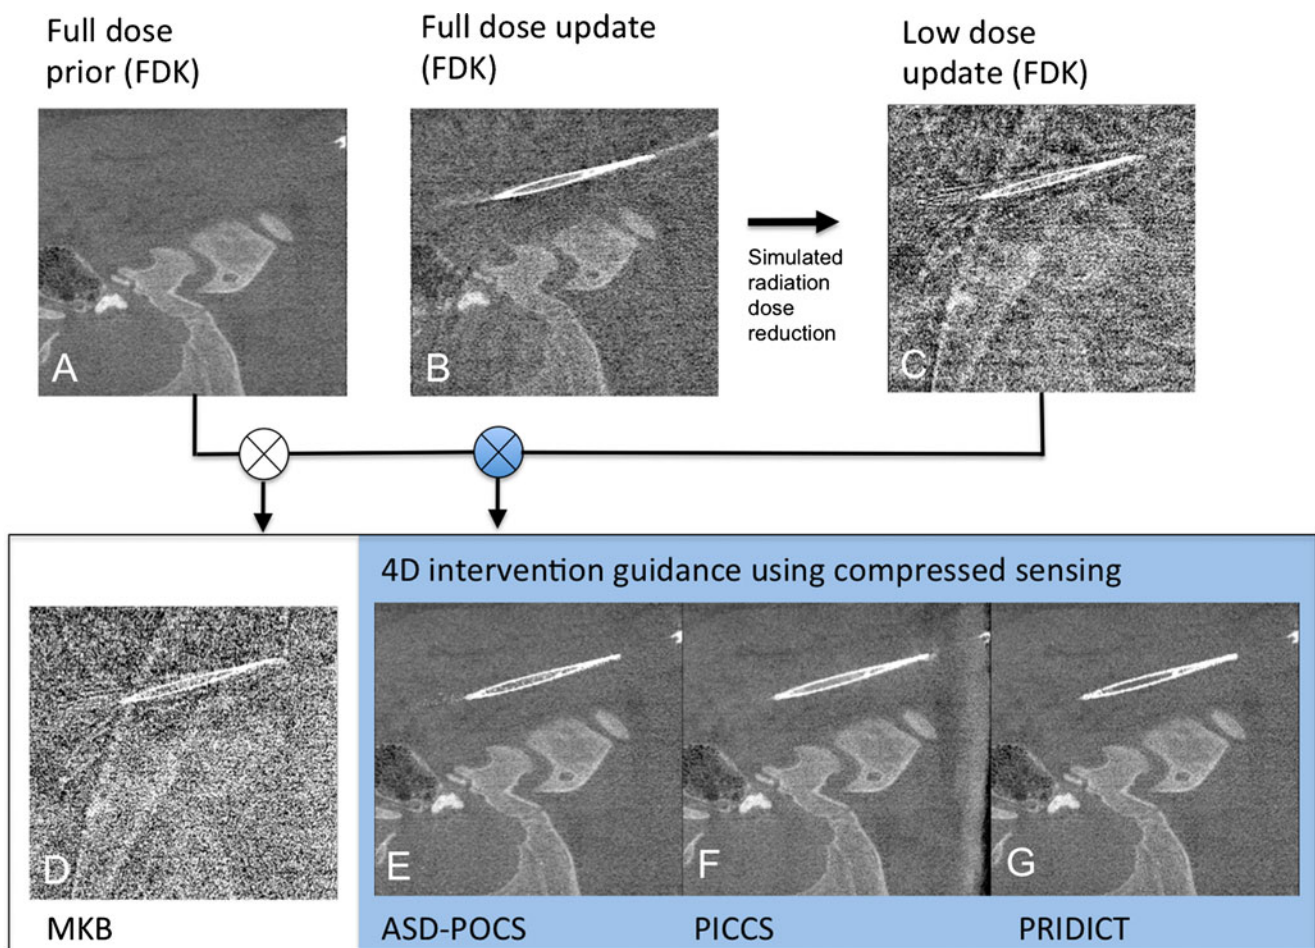 Full dose
prior (FDK)
Full dose update
(FDK)
Low dose
update (FDK)
A
B
Simulated
radiation
dose
reduction
C
4D intervention guidance using compressed sensing
D
E
F
G
MKB
ASD-POCS
PICCS
PRIDICT